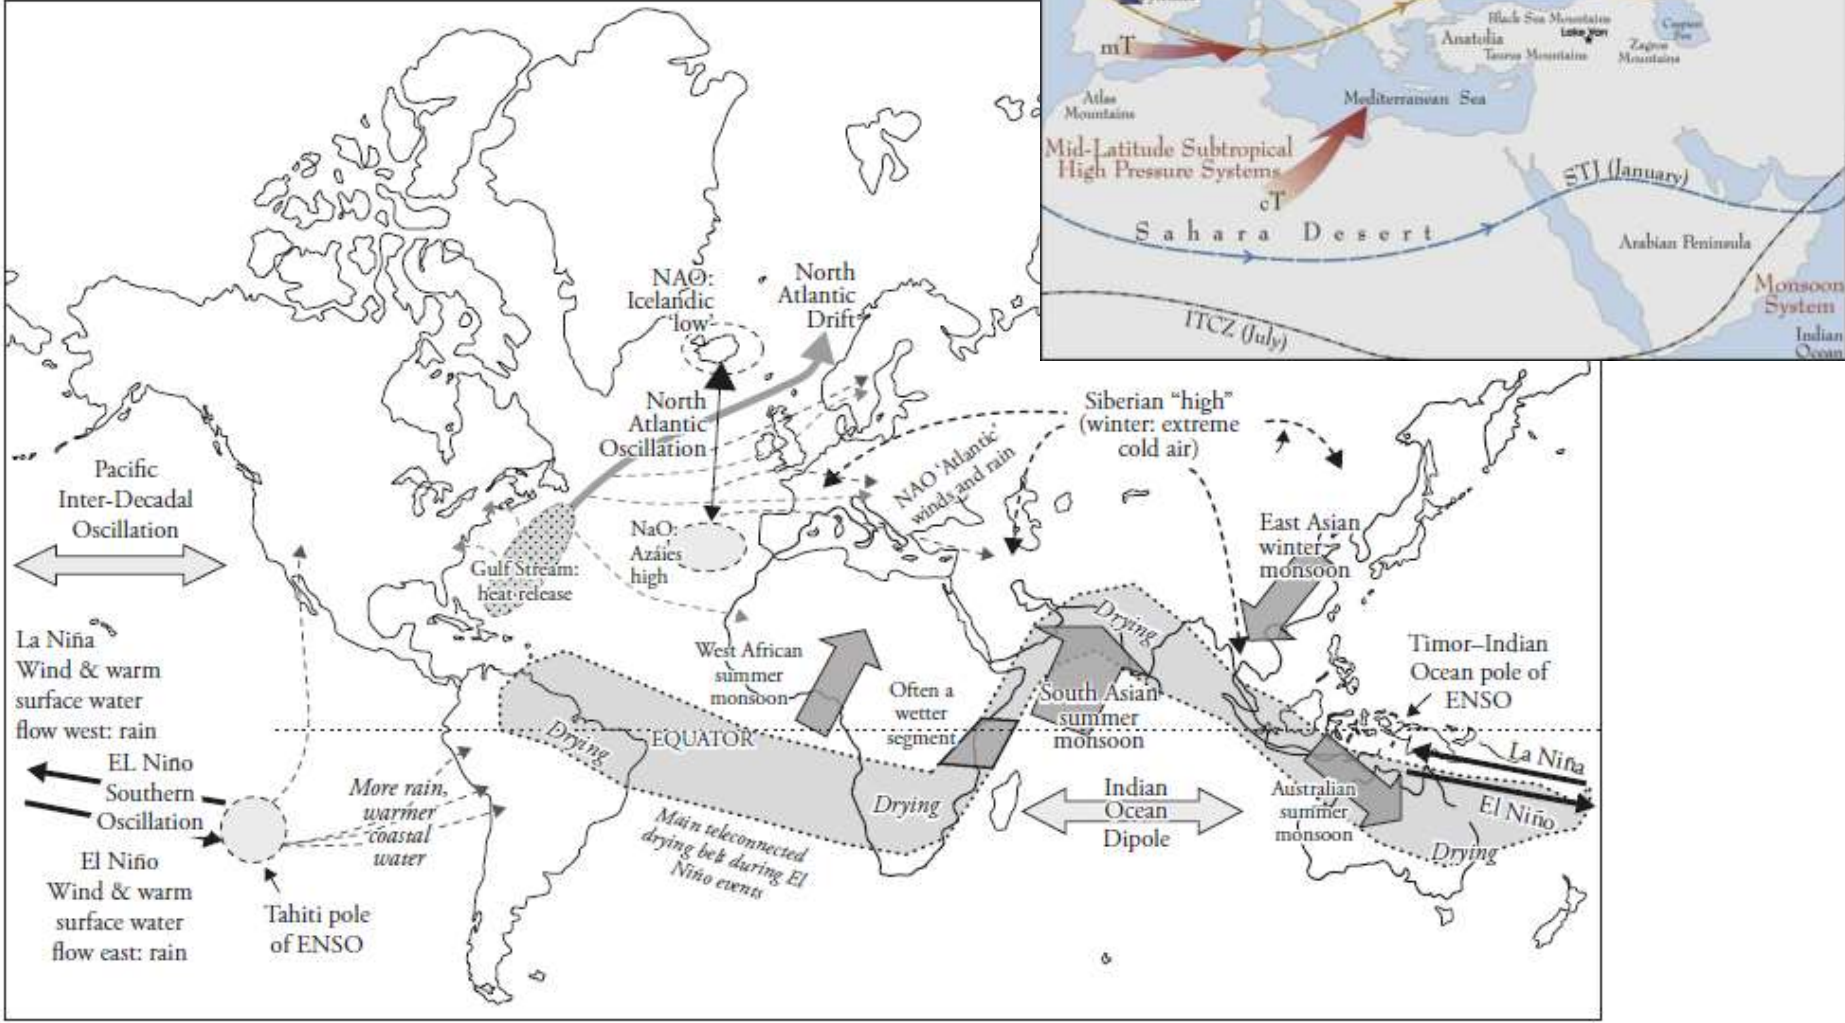 mT
Black Sea Mountains
Lake Van
Caspian
Sea
Anatolia
Taurus Mountains
Zagros
Mountains
Atlas
Mountains
Mediterranean Sea
Mid-Latitude Subtropical
High Pressure Systems
cT
STJ (January)
Sahara Desert
Arabian Peninsula
Monsoon
System
ITCZ (July)
Indian
Ocean
NAO:
Icelandic
'low'
North
Atlantic
Drift
North
Atlantic
Oscillation
Siberian "high"
(winter: extreme
cold air)
NAO 'Atlantic'
winds and rain
Pacific
Inter-Decadal
Oscillation
NaO:
Azáies
high
Gulf Stream:
heat release
East Asian
winter
monsoon
Drying
La Niña
Wind & warm
surface water
flow west: rain
West African
summer
monsoon
Often a
wetter
segment
South Asian
summer
monsoon
Timor–Indian
Ocean pole of
ENSO
Drying
EQUATOR
La Niña
El Niño
EL Nino
Southern
Oscillation
More rain,
warmer
coastal
water
Drying
Indian
Ocean
Dipole
Australian
summer
monsoon
Drying
Main teleconnected
drying belt during El
Niño events
El Niño
Wind & warm
surface water
flow east: rain
Tahiti pole
of ENSO